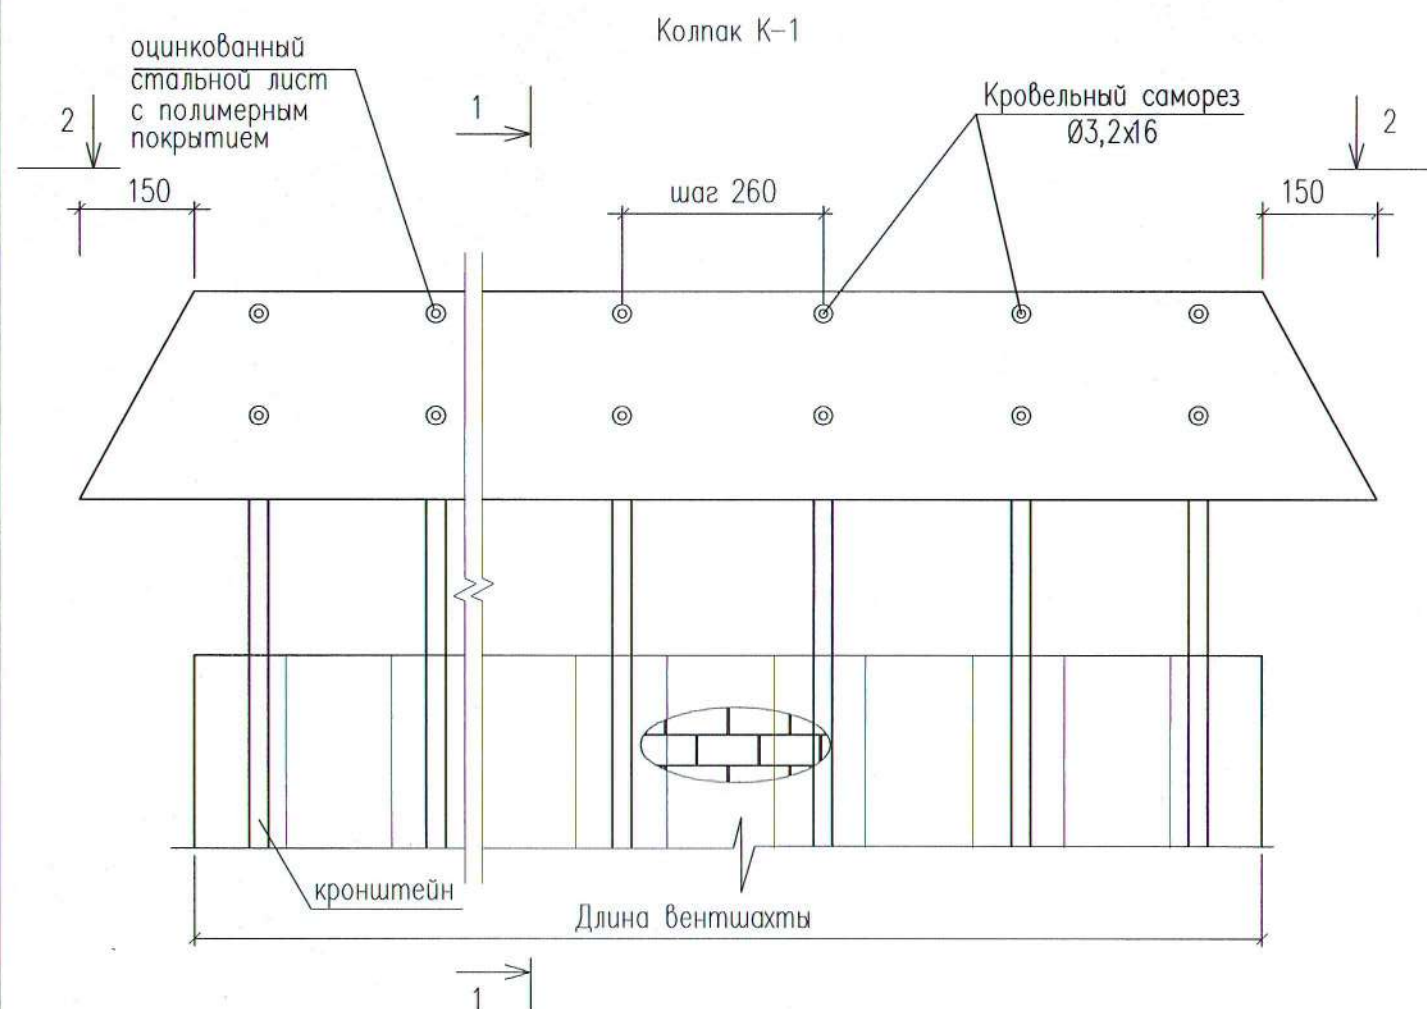 Колпак К-1
оцинкованный
стальной лист
с полимерным
покрытием
1
Кровельный саморез
Ø3,2х16
2
2
150
шаг 260
150
кронштейн
Длина вентшахты
1